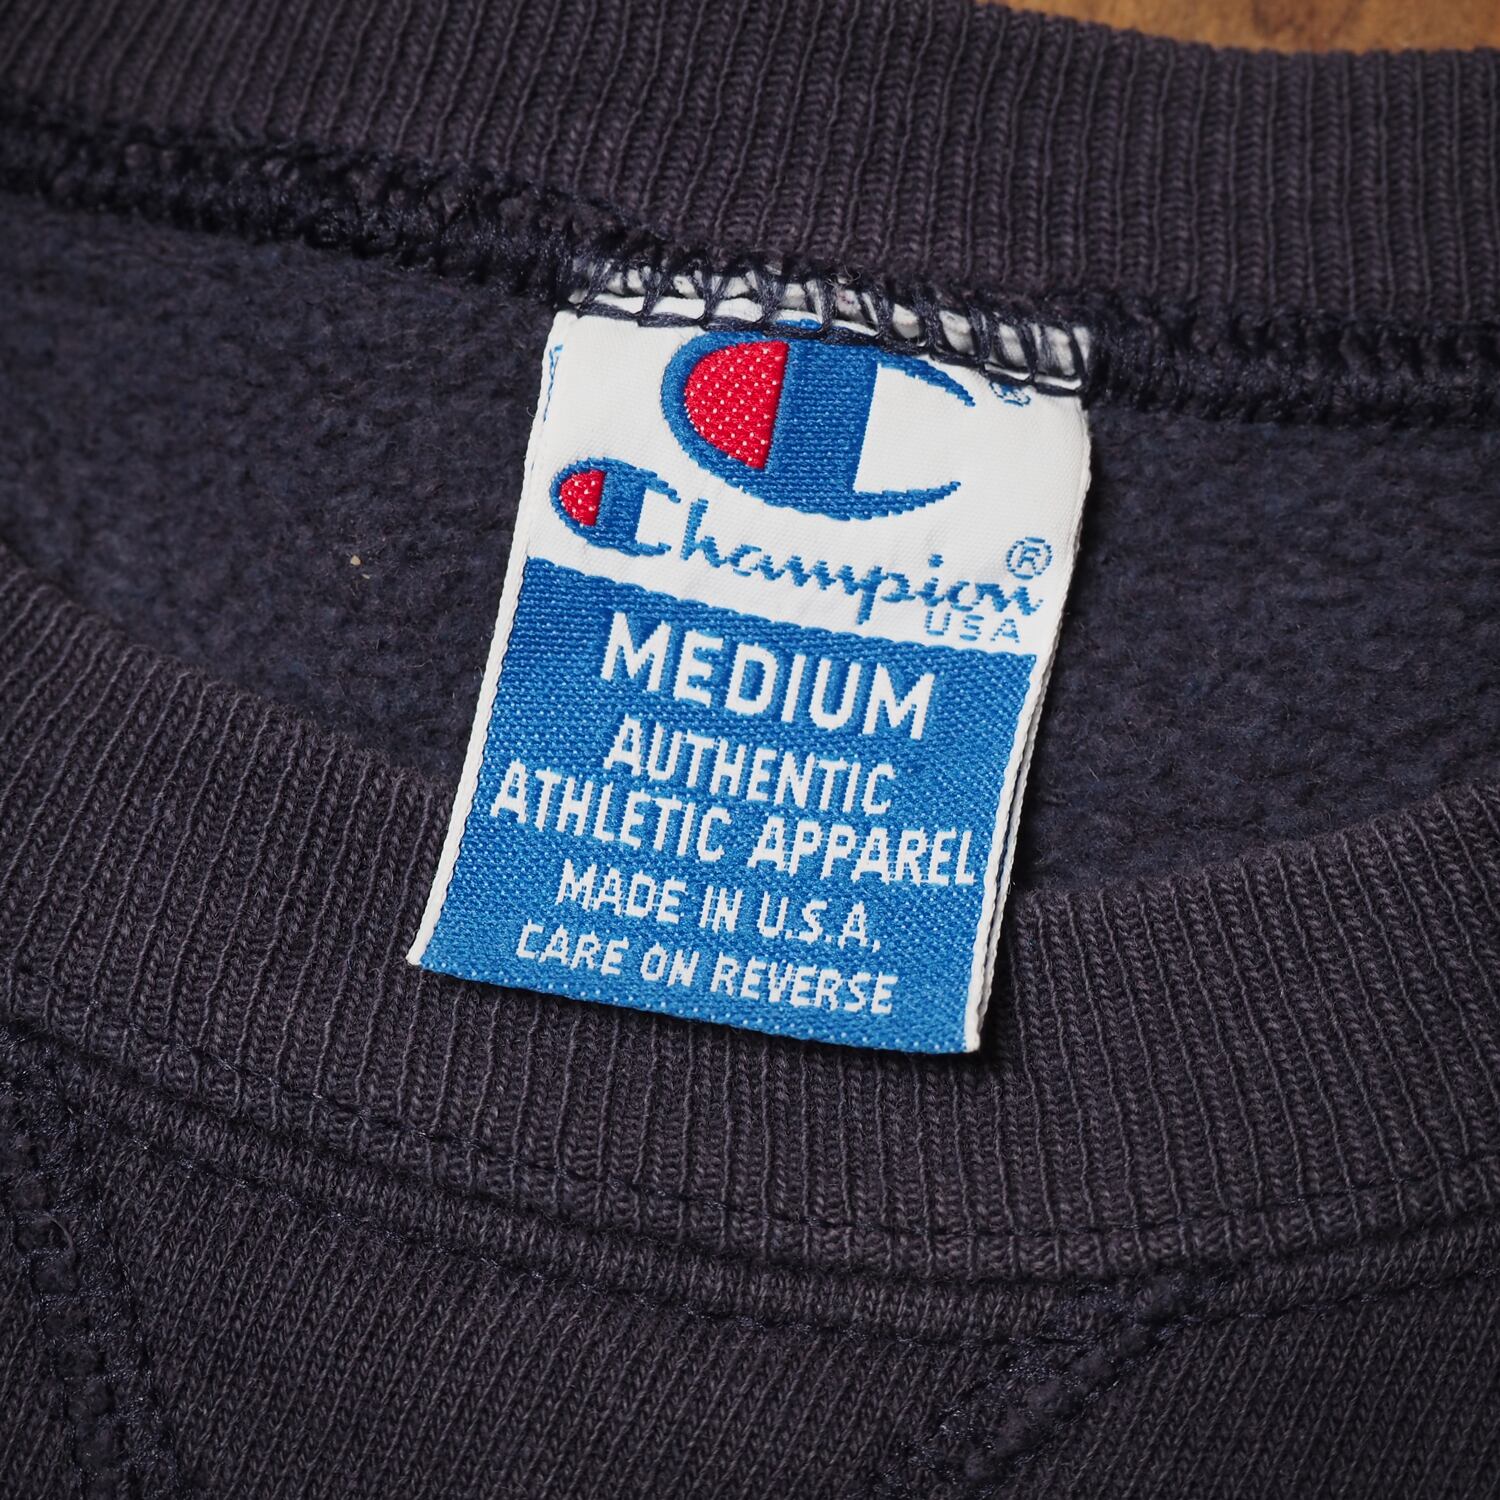 ®
Champion®
USA
MEDIUM
AUTHENTIC
ATHLETIC APPAREL
MADE IN U.S.A.
CARE ON REVERSE